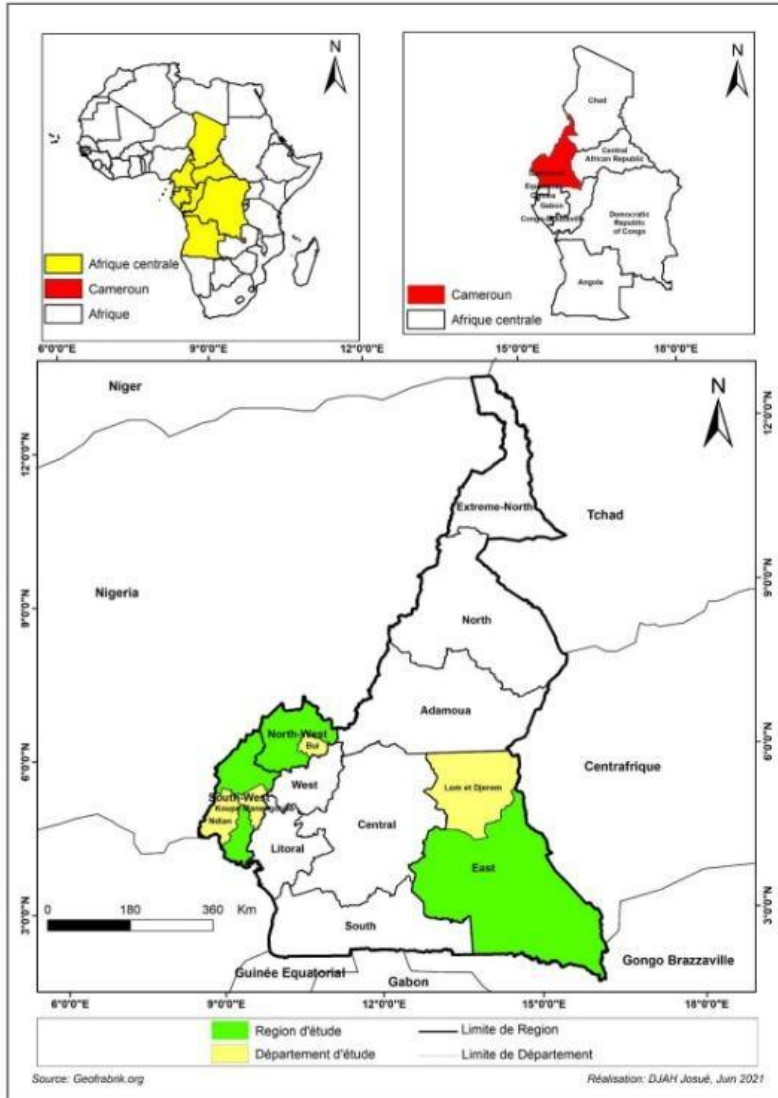 N
Afrique centrale
Cameroun
Afrique
N
Chad
Central
African Republic
Gabon
Democratic
Republic
of Congo
Angole
Cameroun
Afrique centrale
6°0'0"E 9°0'0"E 12°0'0"E 15°0'0"E 18°0'0"E
Niger
N
12°0'0"N
12°0'0"N
Extreme-North
Tchad
9°0'0"N
Nigeria
9°0'0"N
North
Adamoua
North-West
Bui
6°0'0"N
6°0'0"N
Centrafrique
West
Lom et Djerem
South-West
Ndian
Central
Litoral
East
3°0'0"N
3°0'0"N
0 180 360 Km
South
Guinée Equatorial
Gabon
Gongo Brazzaville
6°0'0"E 9°0'0"E 12°0'0"E 15°0'0"E 18°0'0"E
Region d'étude
Limite de Region
Département d'étude
Limite de Département
Source: Geofrabnk.org
Réalisation: DJAH Josué, Juin 2021